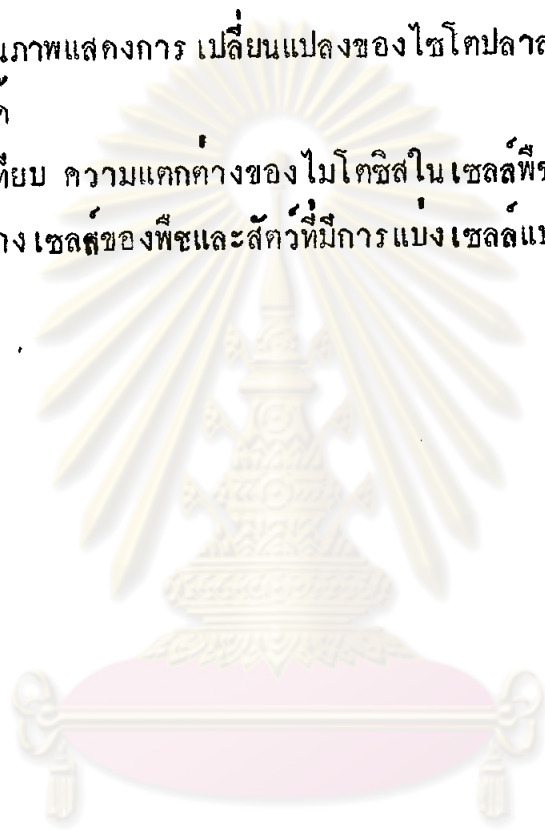 นภาพแสดงการ เปลี่ยนแปลงของไซโตปลาส
ด้
ทียบ ความแตกต่างของไมโตซิสในเซลล์พืช
าง เซลล์ของพืชและสัตว์ที่มีการแบ่งเซลล์แบ